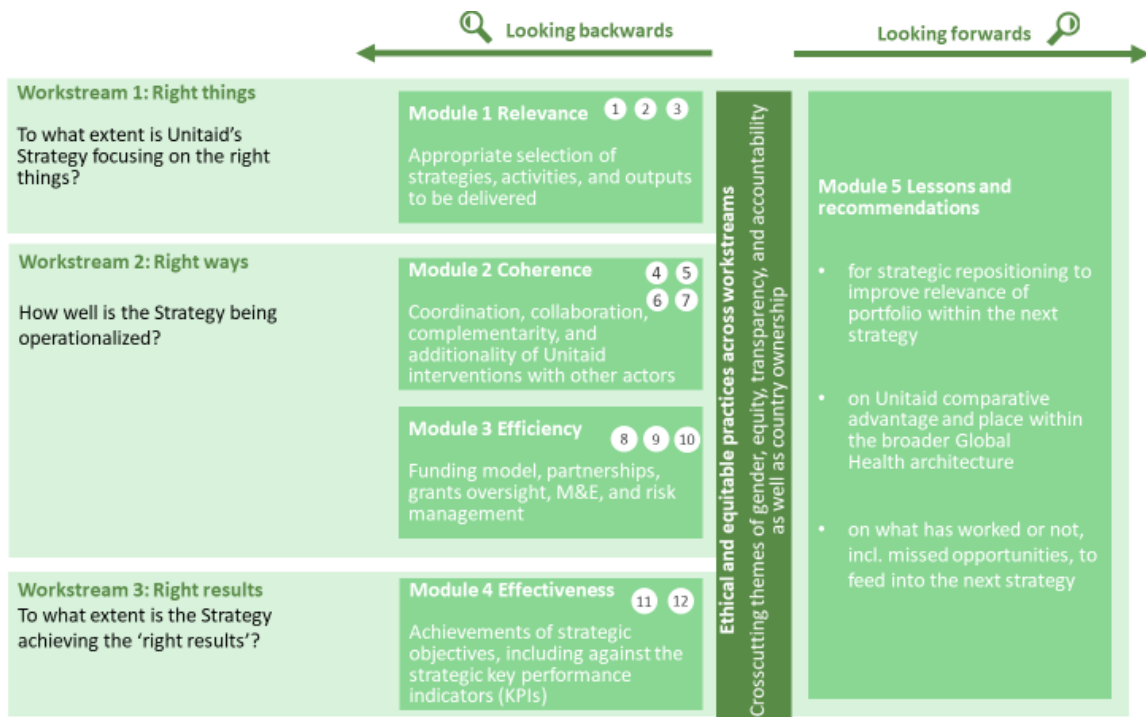 Looking backwards
Looking forwards
Workstream 1: Right things
To what extent is Unitaid's
Strategy focusing on the right
things?
Module 1 Relevance
1 2 3
Appropriate selection of
strategies, activities, and outputs
to be delivered
Workstream 2: Right ways
How well is the Strategy being
operationalized?
Module 2 Coherence
4 5
6 7
Coordination, collaboration,
complementarity, and
additionality of Unitaid
interventions with other actors
Module 3 Efficiency
8 9 10
Funding model, partnerships,
grants oversight, M&E, and risk
management
Workstream 3: Right results
To what extent is the Strategy
achieving the ‘right results’?
Module 4 Effectiveness
11 12
Achievements of strategic
objectives, including against the
strategic key performance
indicators (KPIs)
Ethical and equitable practices across workstreams
Crosscutting themes of gender, equity, transparency, and accountability
as well as country ownership
Module 5 Lessons and
recommendations
• for strategic repositioning to
improve relevance of
portfolio within the next
strategy
• on Unitaid comparative
advantage and place within
the broader Global
Health architecture
• on what has worked or not,
incl. missed opportunities, to
feed into the next strategy